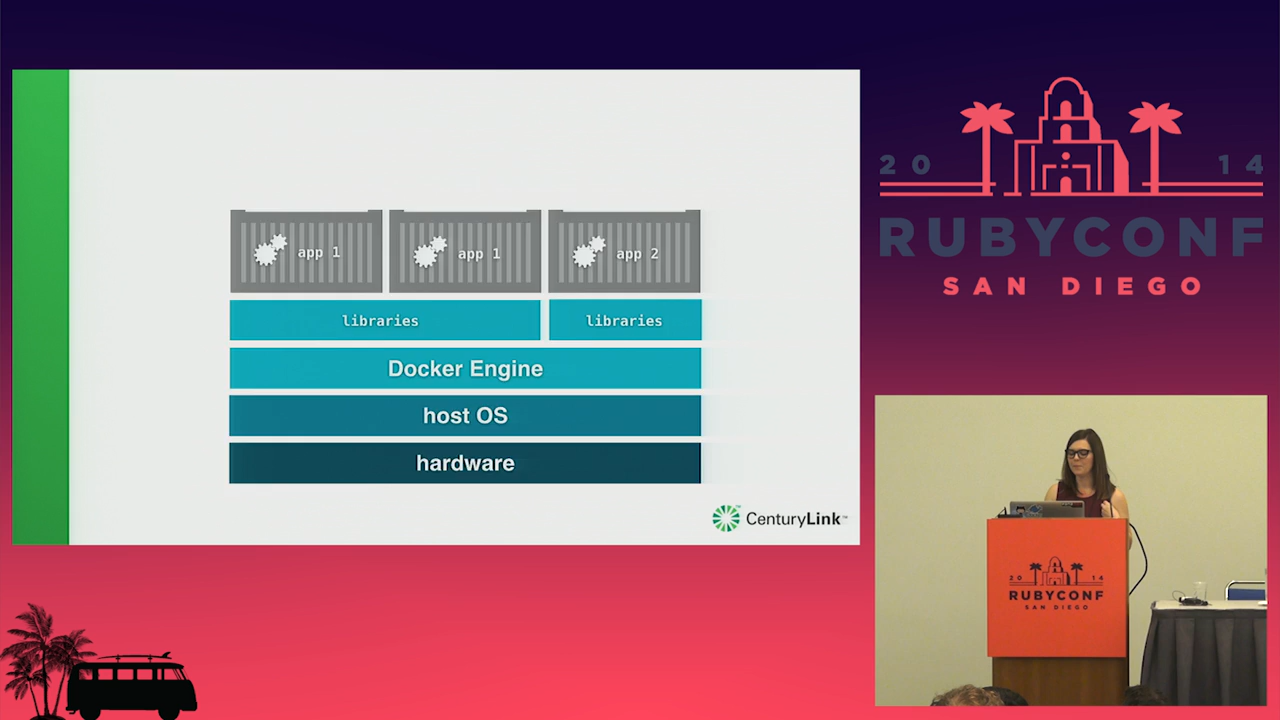 app 1
app 1
app 2
libraries
libraries
Docker Engine
host OS
hardware
CenturyLink™
20 14
RUBYCONF
SAN DIEGO
20 14
RUBYCONF
SAN DIEGO